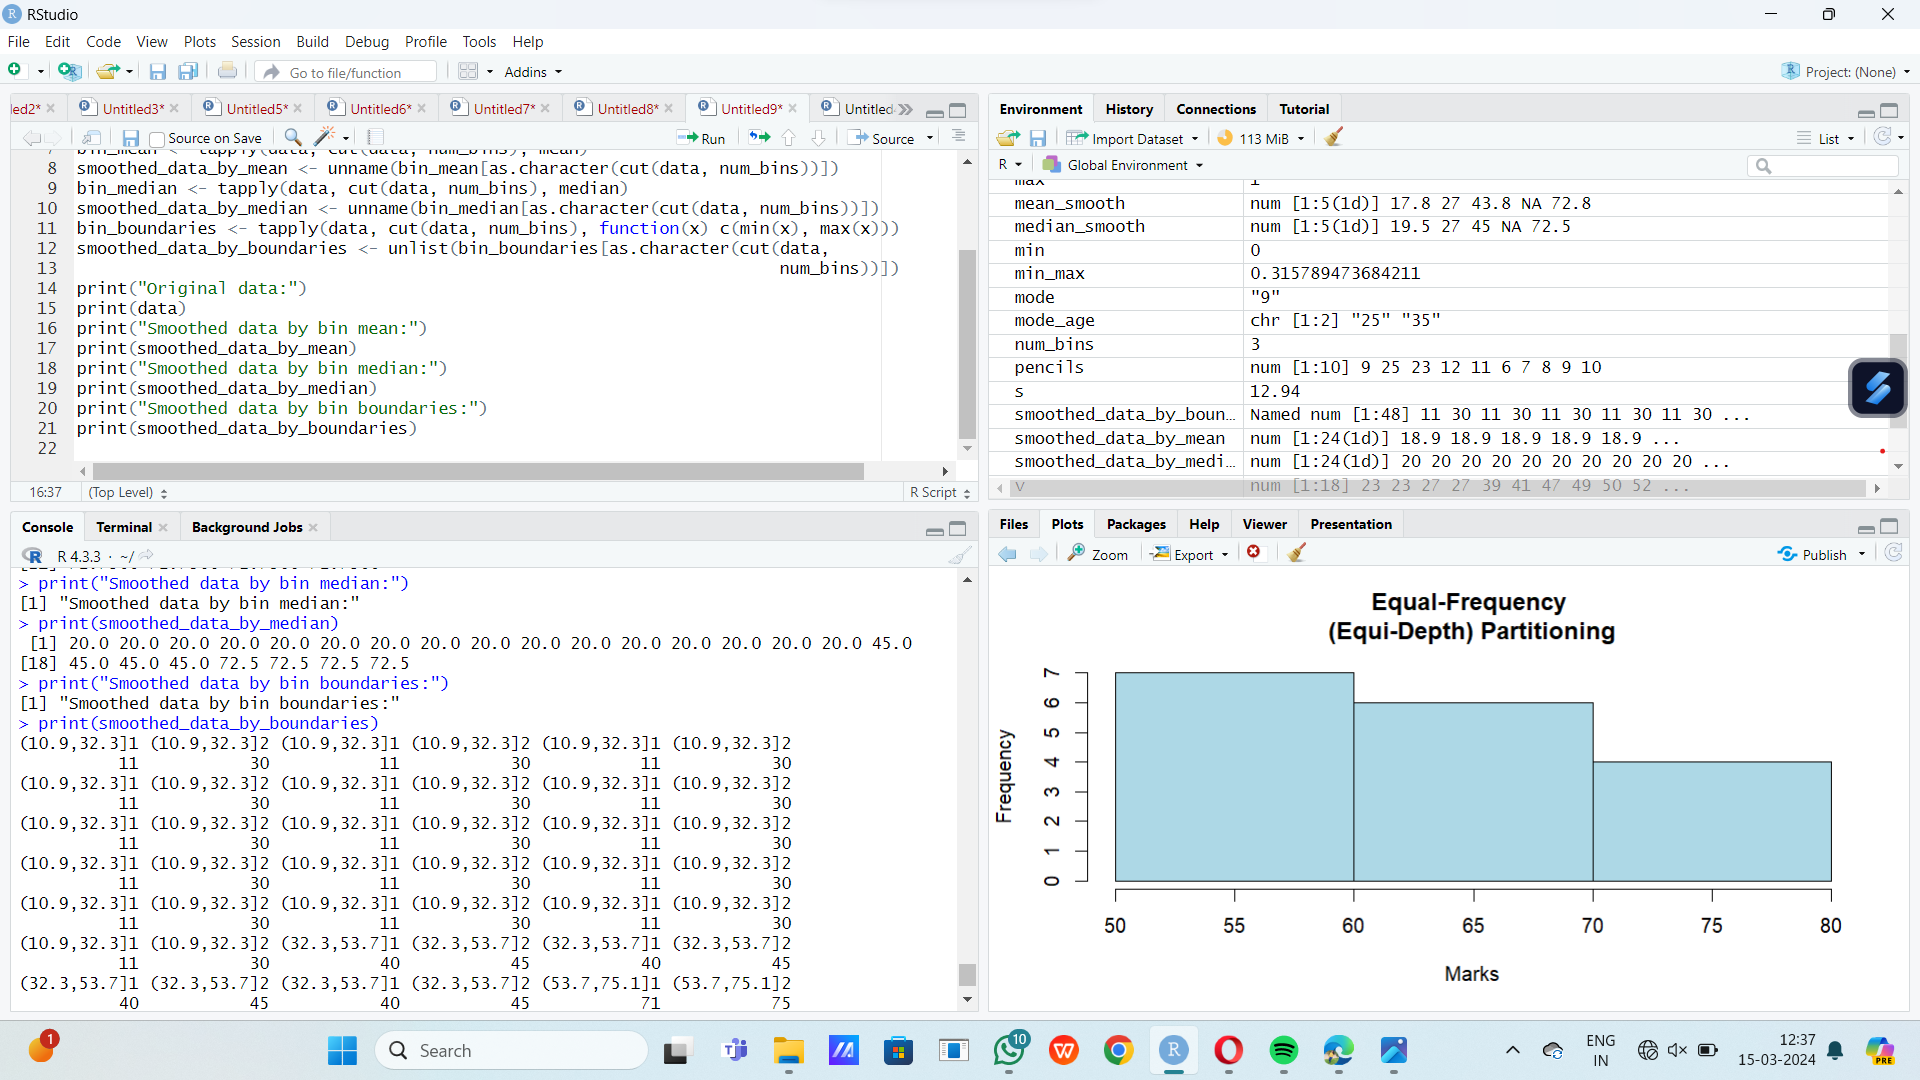 RStudio
File Edit Code View Plots Session Build Debug Profile Tools Help
Go to file/function Addins Project: (None)
led2* Untitled3* Untitled5* Untitled6* Untitled7* Untitled8* Untitled9* Untitled
Source on Save Run Source
7 bin_mean <- tapply(data, cut(data, num_bins), mean)
8 smoothed_data_by_mean <- unname(bin_mean[as.character(cut(data, num_bins))])
9 bin_median <- tapply(data, cut(data, num_bins), median)
10 smoothed_data_by_median <- unname(bin_median[as.character(cut(data, num_bins))])
11 bin_boundaries <- tapply(data, cut(data, num_bins), function(x) c(min(x), max(x)))
12 smoothed_data_by_boundaries <- unlist(bin_boundaries[as.character(cut(data,
13 num_bins))])
14 print("Original data:")
15 print(data)
16 print("Smoothed data by bin mean:")
17 print(smoothed_data_by_mean)
18 print("Smoothed data by bin median:")
19 print(smoothed_data_by_median)
20 print("Smoothed data by bin boundaries:")
21 print(smoothed_data_by_boundaries)
22
16:37 (Top Level) R Script
Console Terminal Background Jobs
R 4.3.3 · ~/
> print("Smoothed data by bin median:")
[1] "Smoothed data by bin median:"
> print(smoothed_data_by_median)
[1] 20.0 20.0 20.0 20.0 20.0 20.0 20.0 20.0 20.0 20.0 20.0 20.0 20.0 20.0 20.0 20.0 45.0
[18] 45.0 45.0 45.0 72.5 72.5 72.5 72.5
> print("Smoothed data by bin boundaries:")
[1] "Smoothed data by bin boundaries:"
> print(smoothed_data_by_boundaries)
(10.9,32.3]1 (10.9,32.3]2 (10.9,32.3]1 (10.9,32.3]2 (10.9,32.3]1 (10.9,32.3]2
11 30 11 30 11 30
(10.9,32.3]1 (10.9,32.3]2 (10.9,32.3]1 (10.9,32.3]2 (10.9,32.3]1 (10.9,32.3]2
11 30 11 30 11 30
(10.9,32.3]1 (10.9,32.3]2 (10.9,32.3]1 (10.9,32.3]2 (10.9,32.3]1 (10.9,32.3]2
11 30 11 30 11 30
(10.9,32.3]1 (10.9,32.3]2 (10.9,32.3]1 (10.9,32.3]2 (10.9,32.3]1 (10.9,32.3]2
11 30 11 30 11 30
(10.9,32.3]1 (10.9,32.3]2 (10.9,32.3]1 (10.9,32.3]2 (10.9,32.3]1 (10.9,32.3]2
11 30 11 30 11 30
(10.9,32.3]1 (10.9,32.3]2 (32.3,53.7]1 (32.3,53.7]2 (32.3,53.7]1 (32.3,53.7]2
11 30 40 45 40 45
(32.3,53.7]1 (32.3,53.7]2 (32.3,53.7]1 (32.3,53.7]2 (53.7,75.1]1 (53.7,75.1]2
40 45 40 45 71 75
Environment History Connections Tutorial
Import Dataset 113 MiB List
R Global Environment
max 1
mean_smooth num [1:5(1d)] 17.8 27 43.8 NA 72.8
median_smooth num [1:5(1d)] 19.5 27 45 NA 72.5
min 0
min_max 0.315789473684211
mode "9"
mode_age chr [1:2] "25" "35"
num_bins 3
pencils num [1:10] 9 25 23 12 11 6 7 8 9 10
s 12.94
smoothed_data_by_boun... Named num [1:48] 11 30 11 30 11 30 11 30 11 30 ...
smoothed_data_by_mean num [1:24(1d)] 18.9 18.9 18.9 18.9 18.9 ...
smoothed_data_by_medi... num [1:24(1d)] 20 20 20 20 20 20 20 20 20 20 ...
v num [1:18] 23 23 27 27 39 41 47 49 50 52 ...
Files Plots Packages Help Viewer Presentation
Zoom Export Publish
Equal-Frequency
(Equi-Depth) Partitioning
Frequency
7
6
5
4
3
2
1
0
50 55 60 65 70 75 80
Marks
1 Search 10 ENG 12:37
IN 15-03-2024 PRE